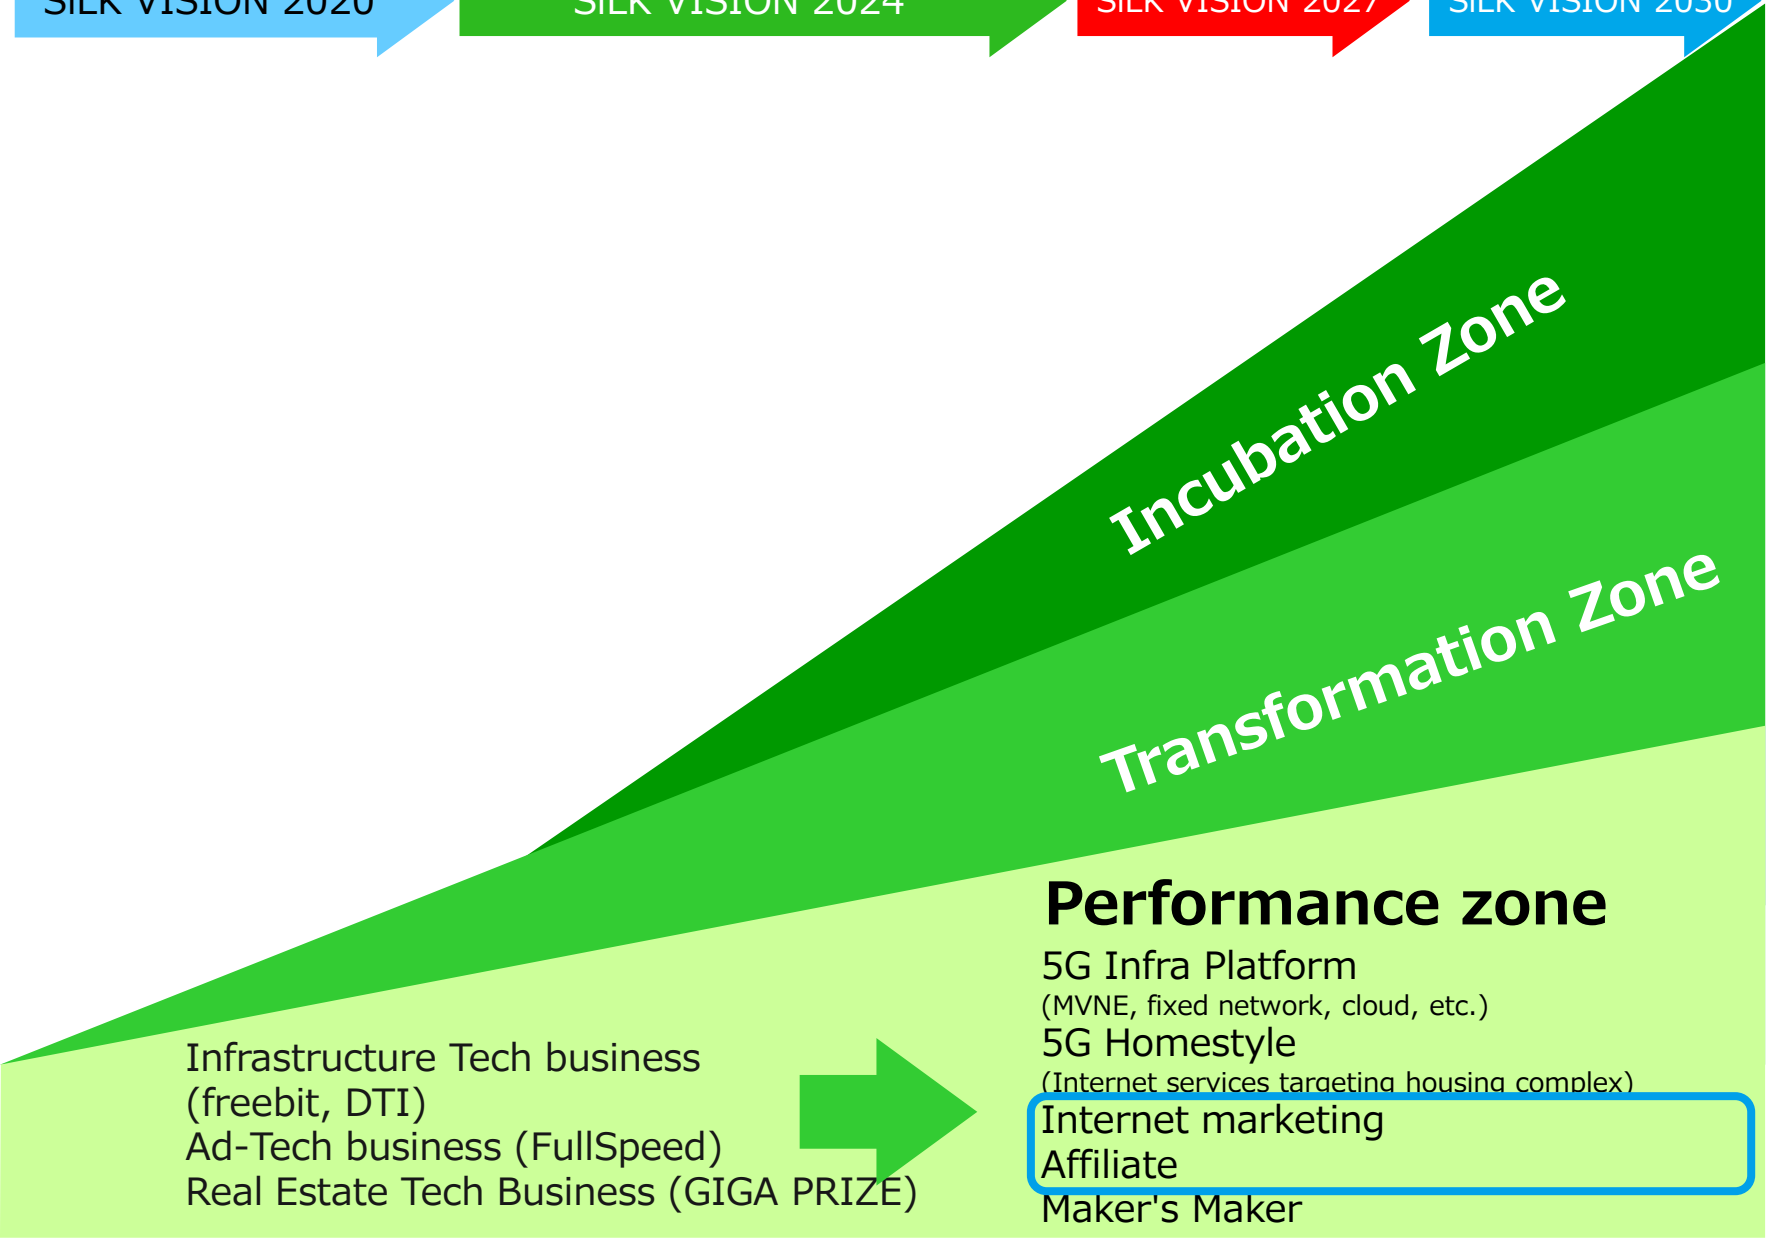 SiLK VISION 2020
SiLK VISION 2024
SiLK VISION 2027
SiLK VISION 2030
Incubation Zone
Transformation Zone
Performance zone
5G Infra Platform
(MVNE, fixed network, cloud, etc.)
5G Homestyle
(Internet services targeting housing complex)
Internet marketing
Affiliate
Maker's Maker
Infrastructure Tech business
(freebit, DTI)
Ad-Tech business (FullSpeed)
Real Estate Tech Business (GIGA PRIZE)